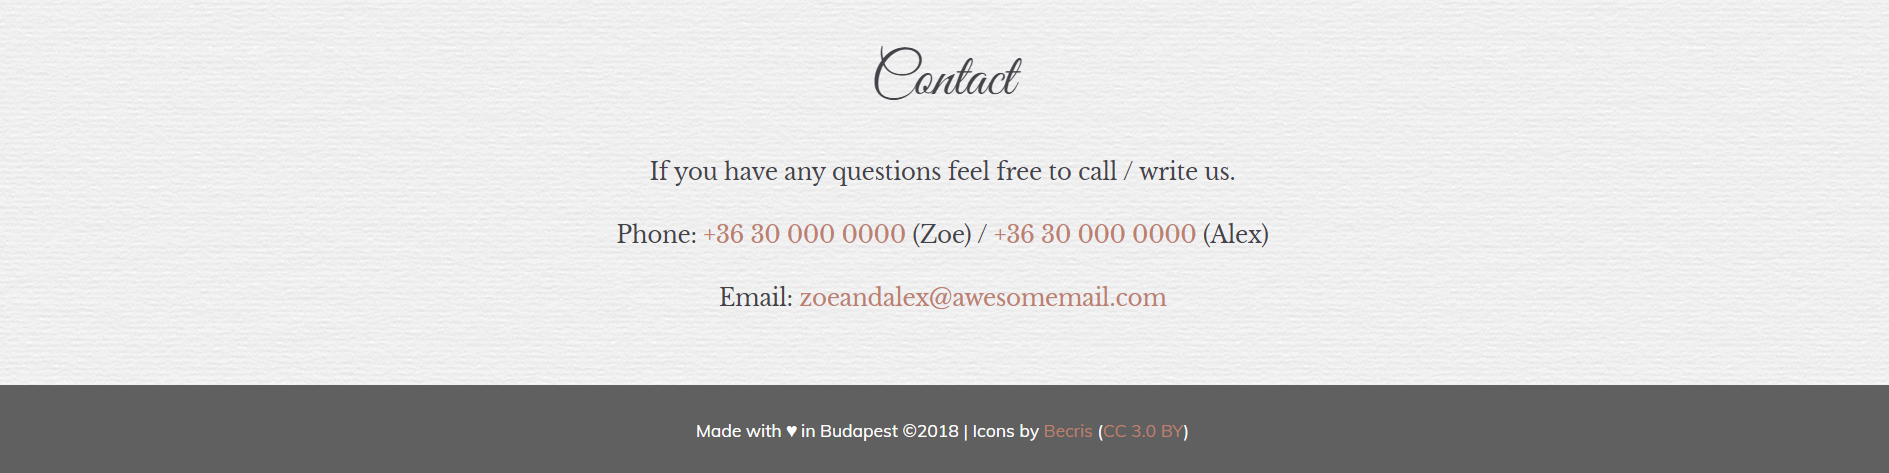 Contact
If you have any questions feel free to call / write us.
Phone: +36 30 000 0000 (Zoe) / +36 30 000 0000 (Alex)
Email: zoeandalex@awesomemail.com
Made with ♥ in Budapest ©2018 | Icons by Becris (CC 3.0 BY)